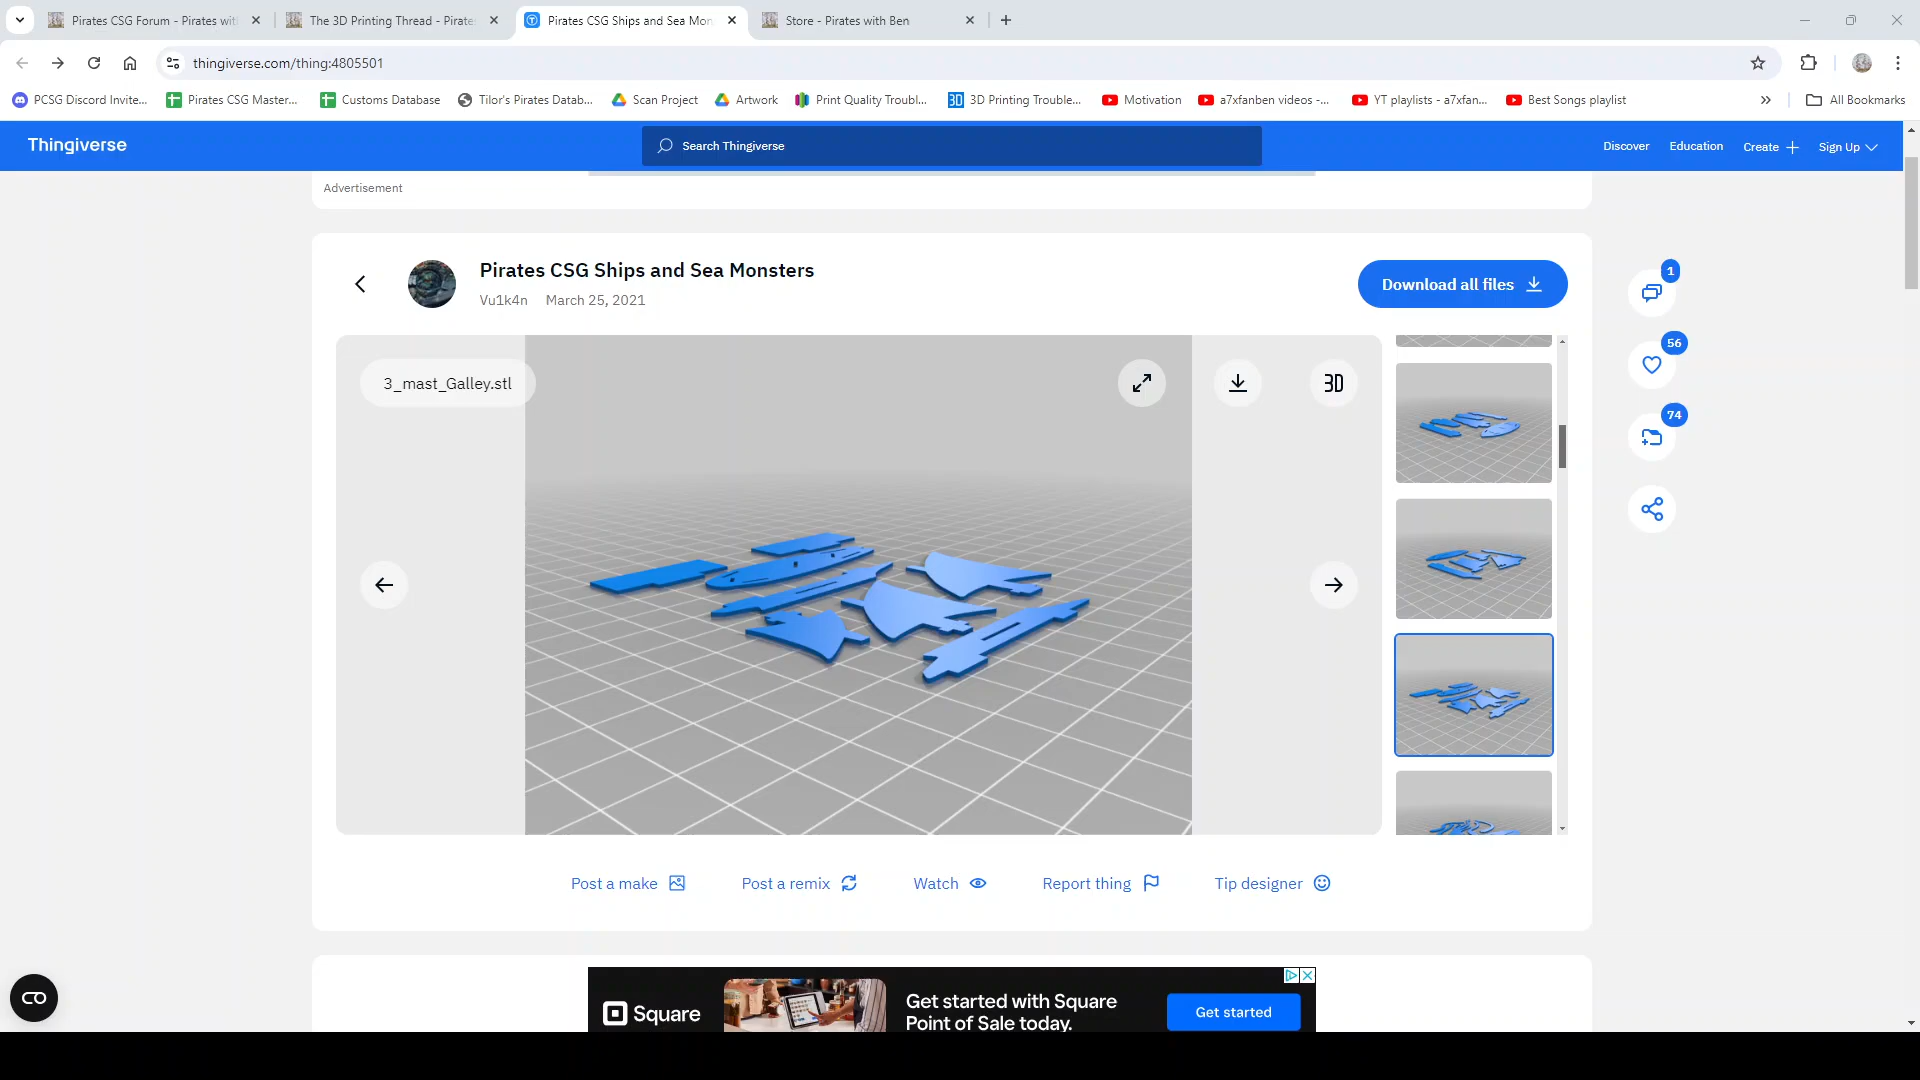 Pirates CSG Forum - Pirates wit
The 3D Printing Thread - Pirate
Pirates CSG Ships and Sea Mon
Store - Pirates with Ben
thingiverse.com/thing:4805501
PCSG Discord Invite...
Pirates CSG Master...
Customs Database
Tilor's Pirates Datab...
Scan Project
Artwork
Print Quality Troubl...
3D
3D Printing Trouble...
Motivation
a7xfanben videos -...
YT playlists - a7xfan...
Best Songs playlist
All Bookmarks
Thingiverse
Search Thingiverse
Discover
Education
Create
Sign Up
Advertisement
Pirates CSG Ships and Sea Monsters
Vu1k4n March 25, 2021
Download all files
1
56
74
3_mast_Galley.stl
3D
Post a make
Post a remix
Watch
Report thing
Tip designer
Square
Get started with Square
Point of Sale today.
Get started